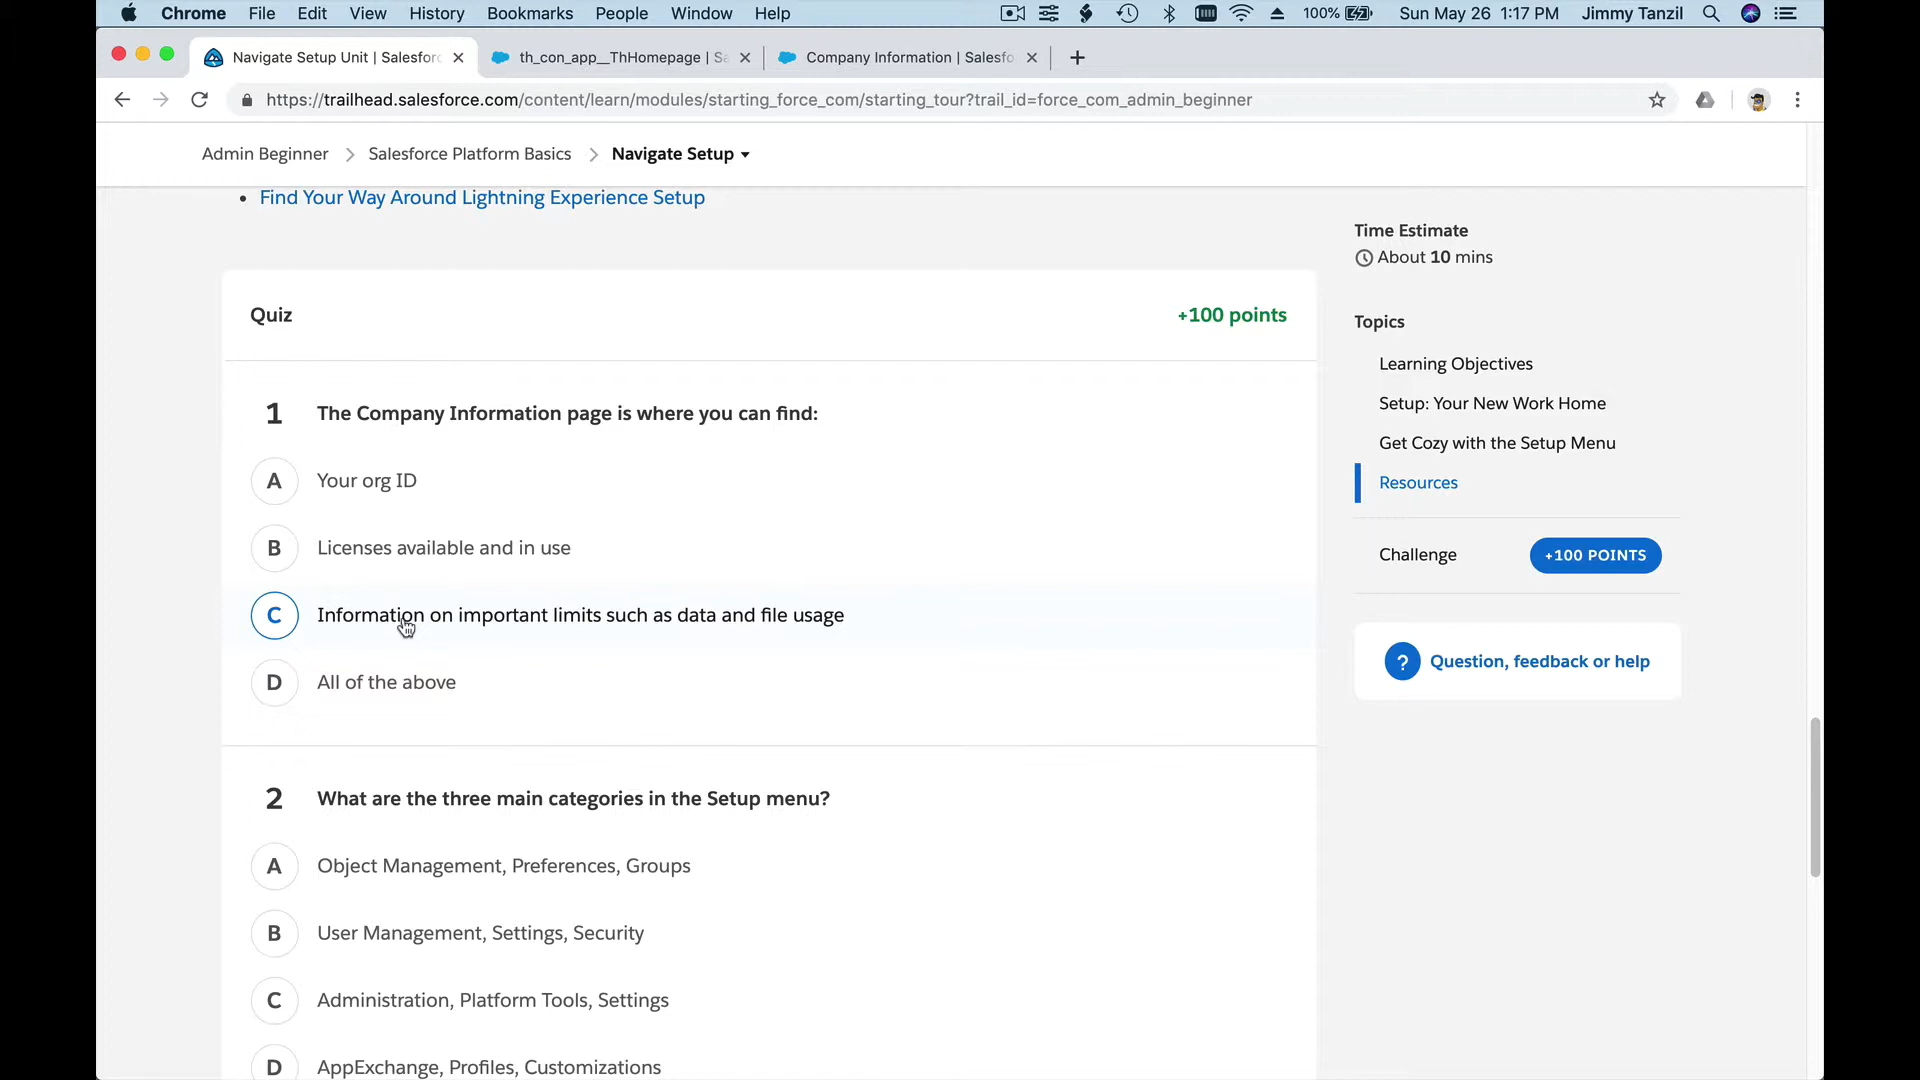 Chrome File Edit View History Bookmarks People Window Help 100% Sun May 26 1:17 PM Jimmy Tanzil
Navigate Setup Unit | Salesforc th_con_app__ThHomepage | Sa Company Information | Salesfo
https://trailhead.salesforce.com/content/learn/modules/starting_force_com/starting_tour?trail_id=force_com_admin_beginner
Admin Beginner Salesforce Platform Basics Navigate Setup
• Find Your Way Around Lightning Experience Setup
Quiz +100 points
1 The Company Information page is where you can find:
A Your org ID
B Licenses available and in use
C Information on important limits such as data and file usage
D All of the above
2 What are the three main categories in the Setup menu?
A Object Management, Preferences, Groups
B User Management, Settings, Security
C Administration, Platform Tools, Settings
D AppExchange, Profiles, Customizations
Time Estimate
About 10 mins
Topics
Learning Objectives
Setup: Your New Work Home
Get Cozy with the Setup Menu
Resources
Challenge +100 POINTS
? Question, feedback or help